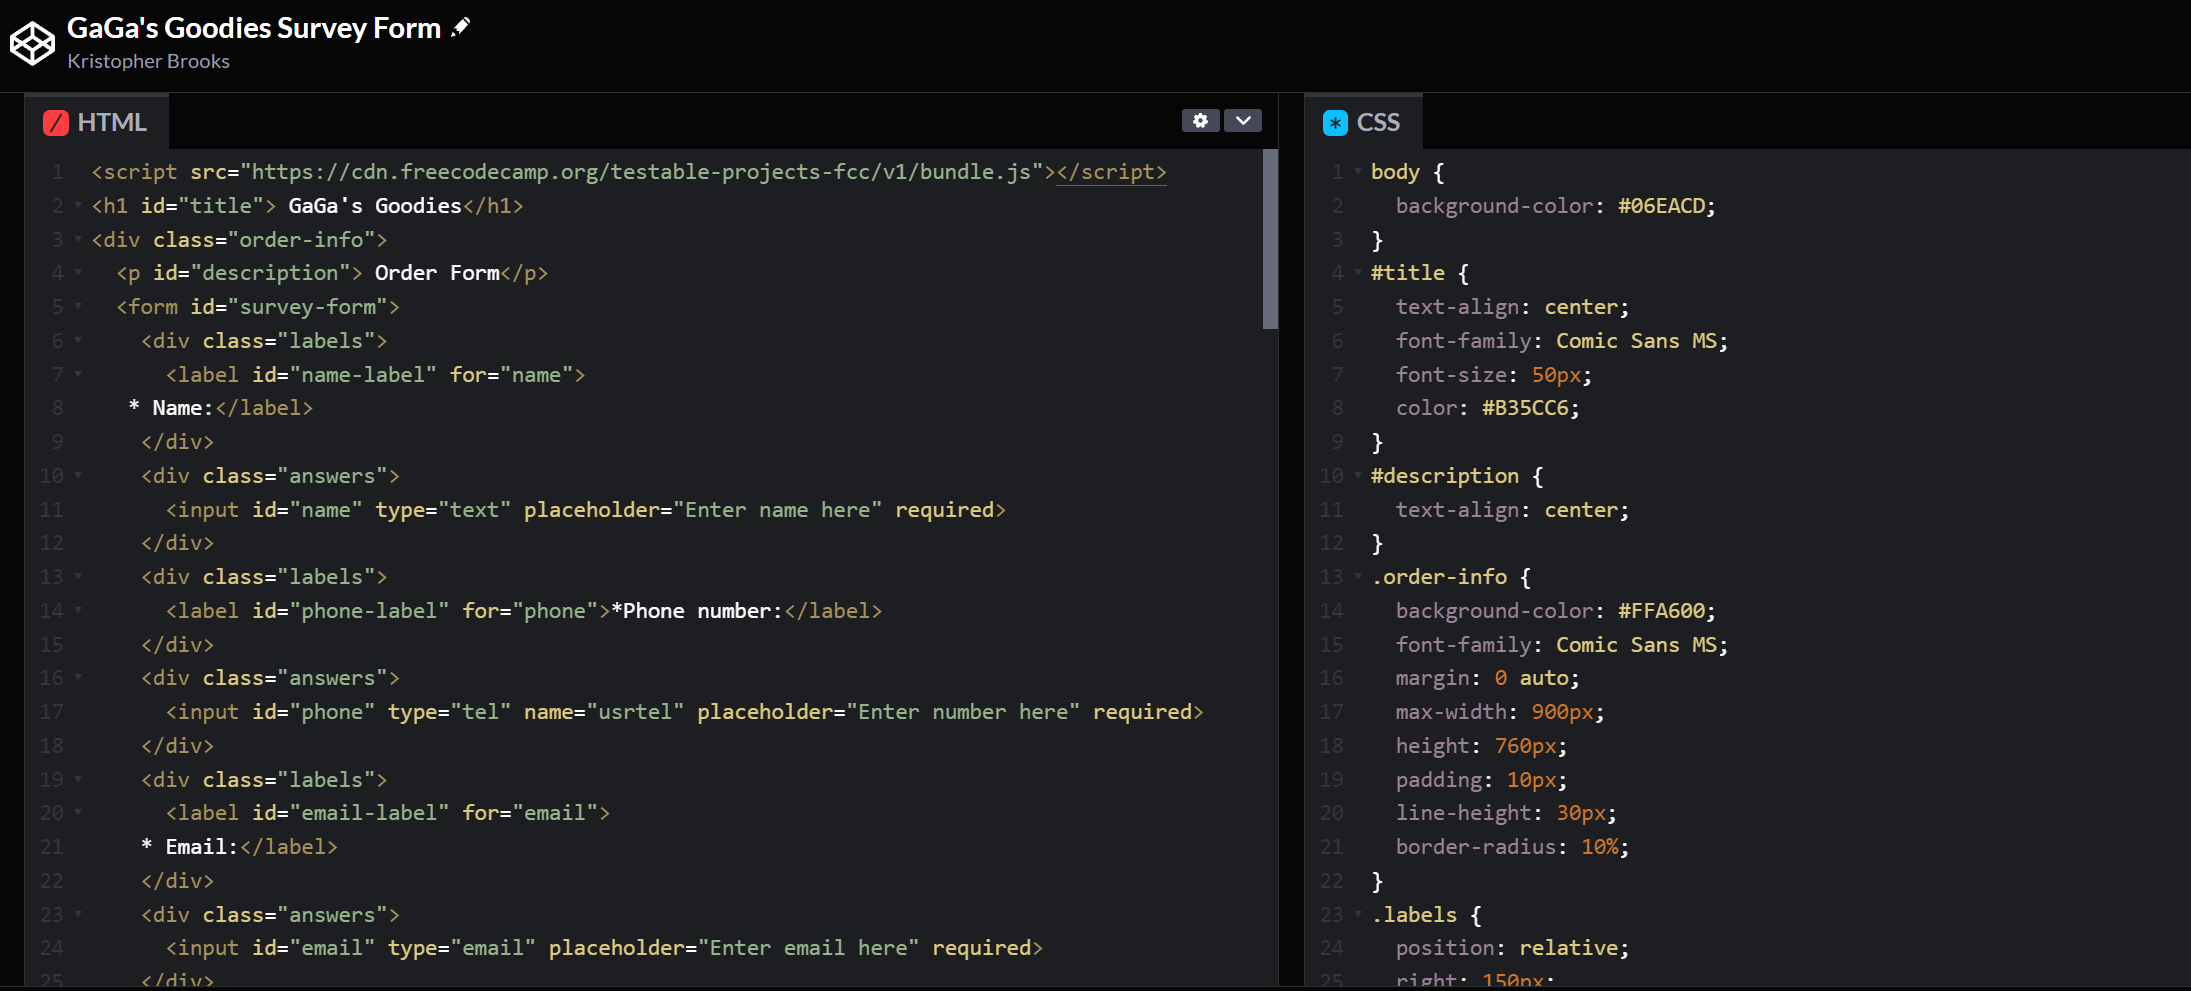 GaGa's Goodies Survey Form
Kristopher Brooks
HTML
1 <script src="https://cdn.freecodecamp.org/testable-projects-fcc/v1/bundle.js"></script>
2 <h1 id="title"> GaGa's Goodies</h1>
3 <div class="order-info">
4   <p id="description"> Order Form</p>
5   <form id="survey-form">
6     <div class="labels">
7       <label id="name-label" for="name">
8    * Name:</label>
9     </div>
10     <div class="answers">
11       <input id="name" type="text" placeholder="Enter name here" required>
12     </div>
13     <div class="labels">
14       <label id="phone-label" for="phone">*Phone number:</label>
15     </div>
16     <div class="answers">
17       <input id="phone" type="tel" name="usrtel" placeholder="Enter number here" required>
18     </div>
19     <div class="labels">
20       <label id="email-label" for="email">
21     * Email:</label>
22     </div>
23     <div class="answers">
24       <input id="email" type="email" placeholder="Enter email here" required>
25     </div>
* CSS
1 body {
2   background-color: #06EACD;
3 }
4 #title {
5   text-align: center;
6   font-family: Comic Sans MS;
7   font-size: 50px;
8   color: #B35CC6;
9 }
10 #description {
11   text-align: center;
12 }
13 .order-info {
14   background-color: #FFA600;
15   font-family: Comic Sans MS;
16   margin: 0 auto;
17   max-width: 900px;
18   height: 760px;
19   padding: 10px;
20   line-height: 30px;
21   border-radius: 10%;
22 }
23 .labels {
24   position: relative;
25   right: 150px;